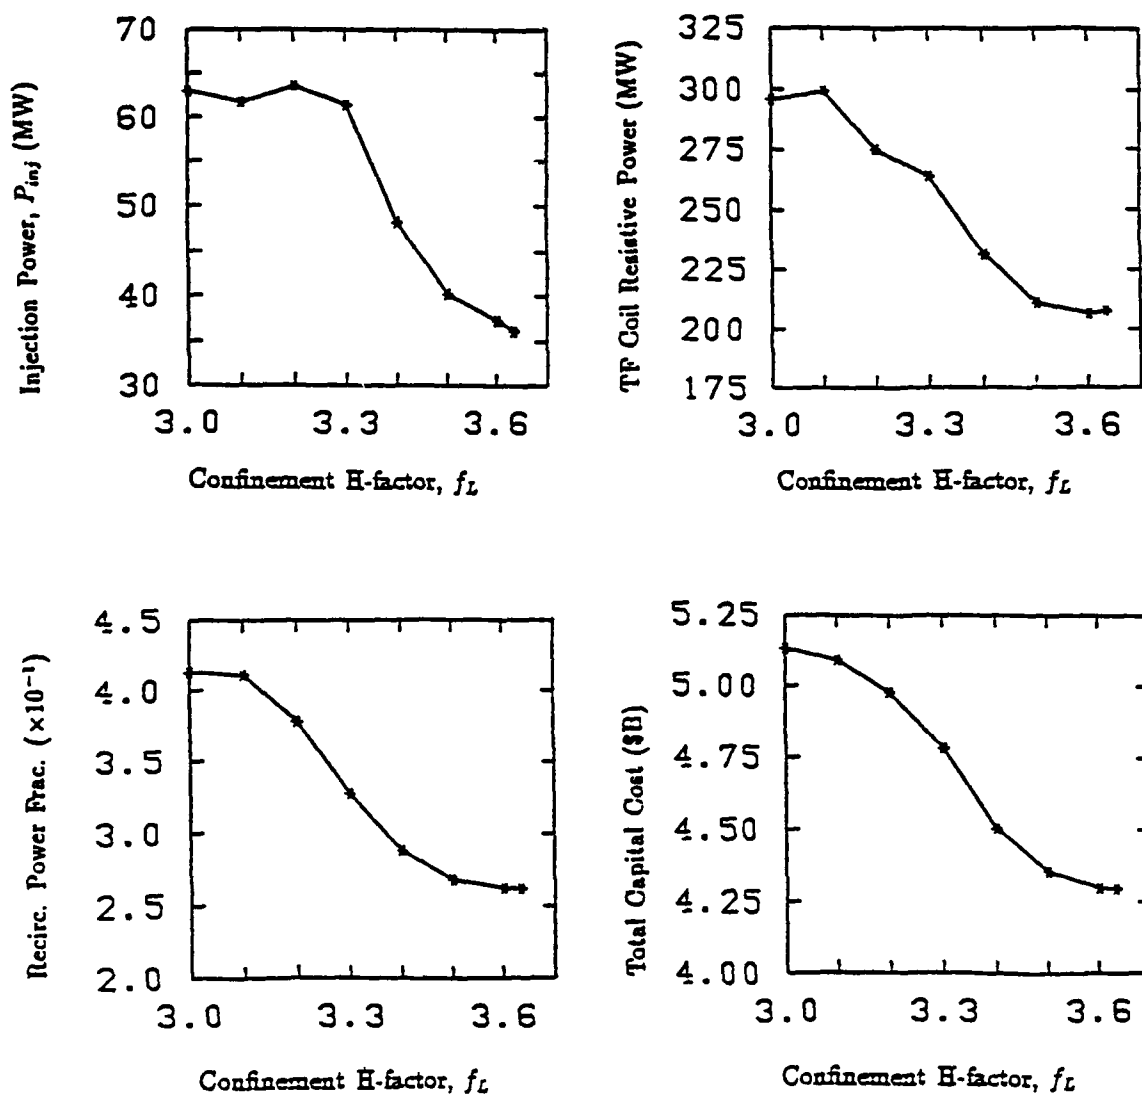 70
60
50
40
30
Injection Power, P_inj (MW)
3.0 3.3 3.6
Confinement H-factor, f_L
325
300
275
250
225
200
175
TF Coil Resistive Power (MW)
3.0 3.3 3.6
Confinement H-factor, f_L
4.5
4.0
3.5
3.0
2.5
2.0
Recirc. Power Frac. (×10⁻¹)
3.0 3.3 3.6
Confinement H-factor, f_L
5.25
5.00
4.75
4.50
4.25
4.00
Total Capital Cost ($B)
3.0 3.3 3.6
Confinement H-factor, f_L